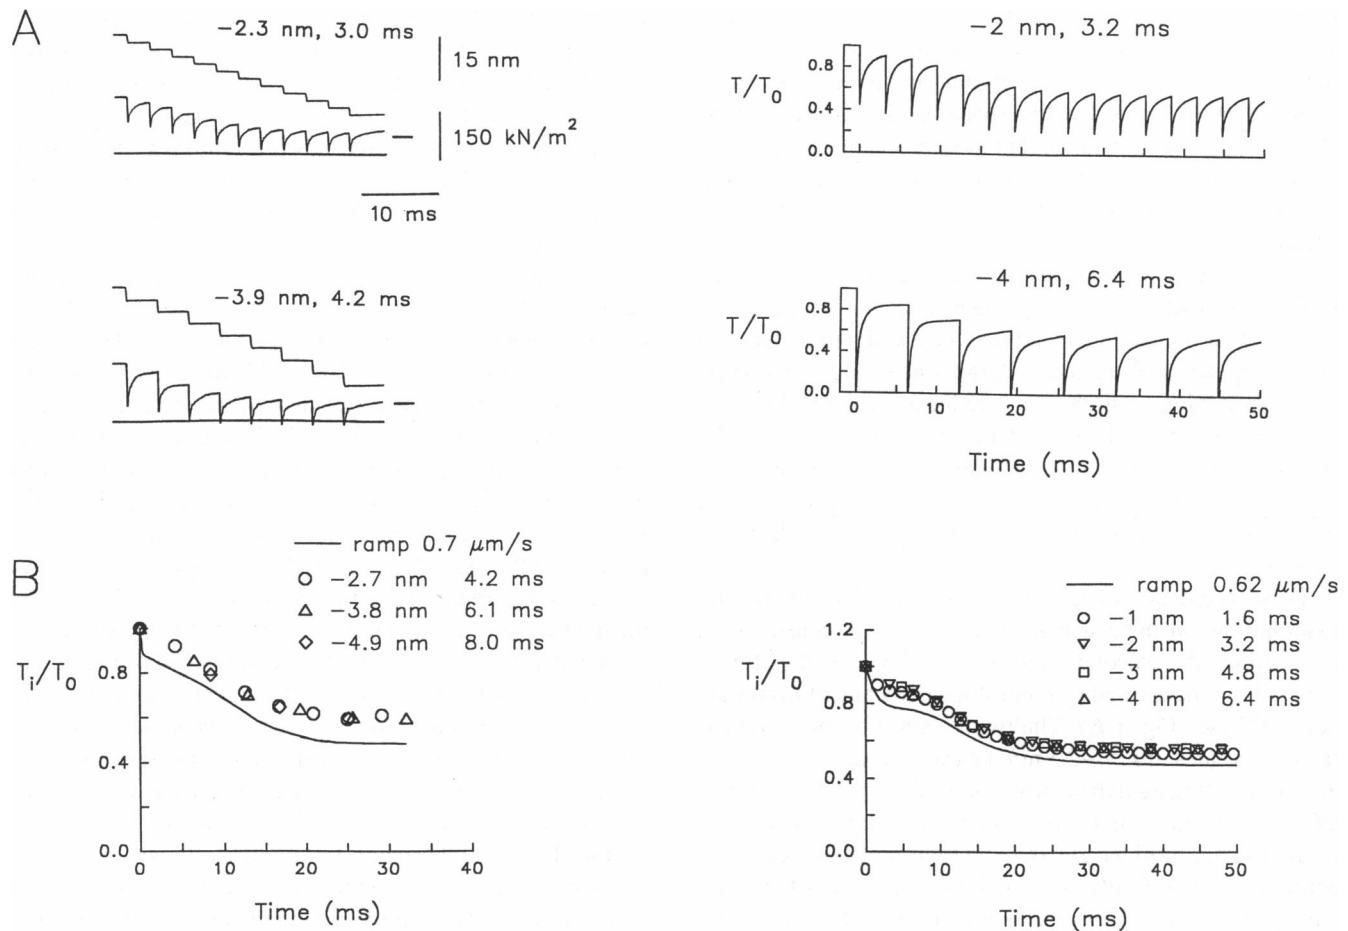 A
−2.3 nm, 3.0 ms
15 nm
150 kN/m²
10 ms
−2 nm, 3.2 ms
T/T₀
0.8
0.4
0.0
−3.9 nm, 4.2 ms
−4 nm, 6.4 ms
T/T₀
0.8
0.4
0.0
0 10 20 30 40 50
Time (ms)
B
ramp 0.7 μm/s
−2.7 nm 4.2 ms
−3.8 nm 6.1 ms
−4.9 nm 8.0 ms
Tᵢ/T₀
0.8
0.4
0.0
0 10 20 30 40
Time (ms)
ramp 0.62 μm/s
−1 nm 1.6 ms
−2 nm 3.2 ms
−3 nm 4.8 ms
−4 nm 6.4 ms
1.2
Tᵢ/T₀
0.8
0.4
0.0
0 10 20 30 40 50
Time (ms)